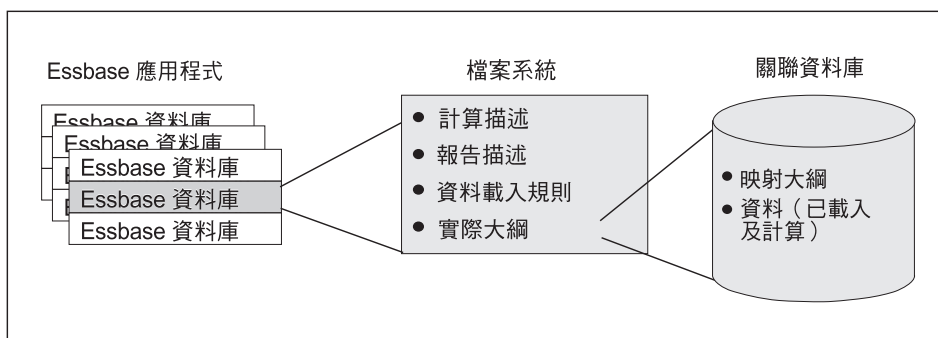 Essbase 應用程式
Essbase 資料庫
Essbase 資料庫
Essbase 資料庫
Essbase 資料庫
Essbase 資料庫
檔案系統
● 計算描述
● 報告描述
● 資料載入規則
● 實際大綱
關聯資料庫
● 映射大綱
● 資料（已載入
及計算）